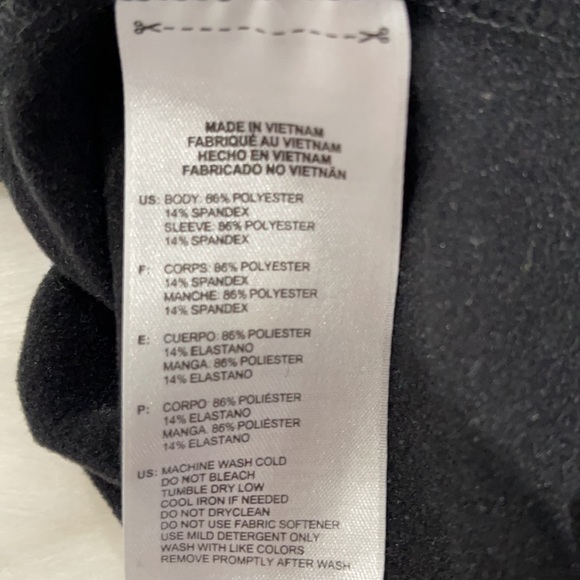 MADE IN VIETNAM
FABRIQUÉ AU VIETNAM
HECHO EN VIETNAM
FABRICADO NO VIETNÃN
US: BODY: 86% POLYESTER
14% SPANDEX
SLEEVE: 86% POLYESTER
14% SPANDEX
F: CORPS: 86% POLYESTER
14% SPANDEX
MANCHE: 86% POLYESTER
14% SPANDEX
E: CUERPO: 86% POLIESTER
14% ELASTANO
MANGA: 86% POLIESTER
14% ELASTANO
P: CORPO: 86% POLIÉSTER
14% ELASTANO
MANGA: 86% POLIÉSTER
14% ELASTANO
US: MACHINE WASH COLD
DO NOT BLEACH
TUMBLE DRY LOW
COOL IRON IF NEEDED
DO NOT DRYCLEAN
DO NOT USE FABRIC SOFTENER
USE MILD DETERGENT ONLY
WASH WITH LIKE COLORS
REMOVE PROMPTLY AFTER WASH